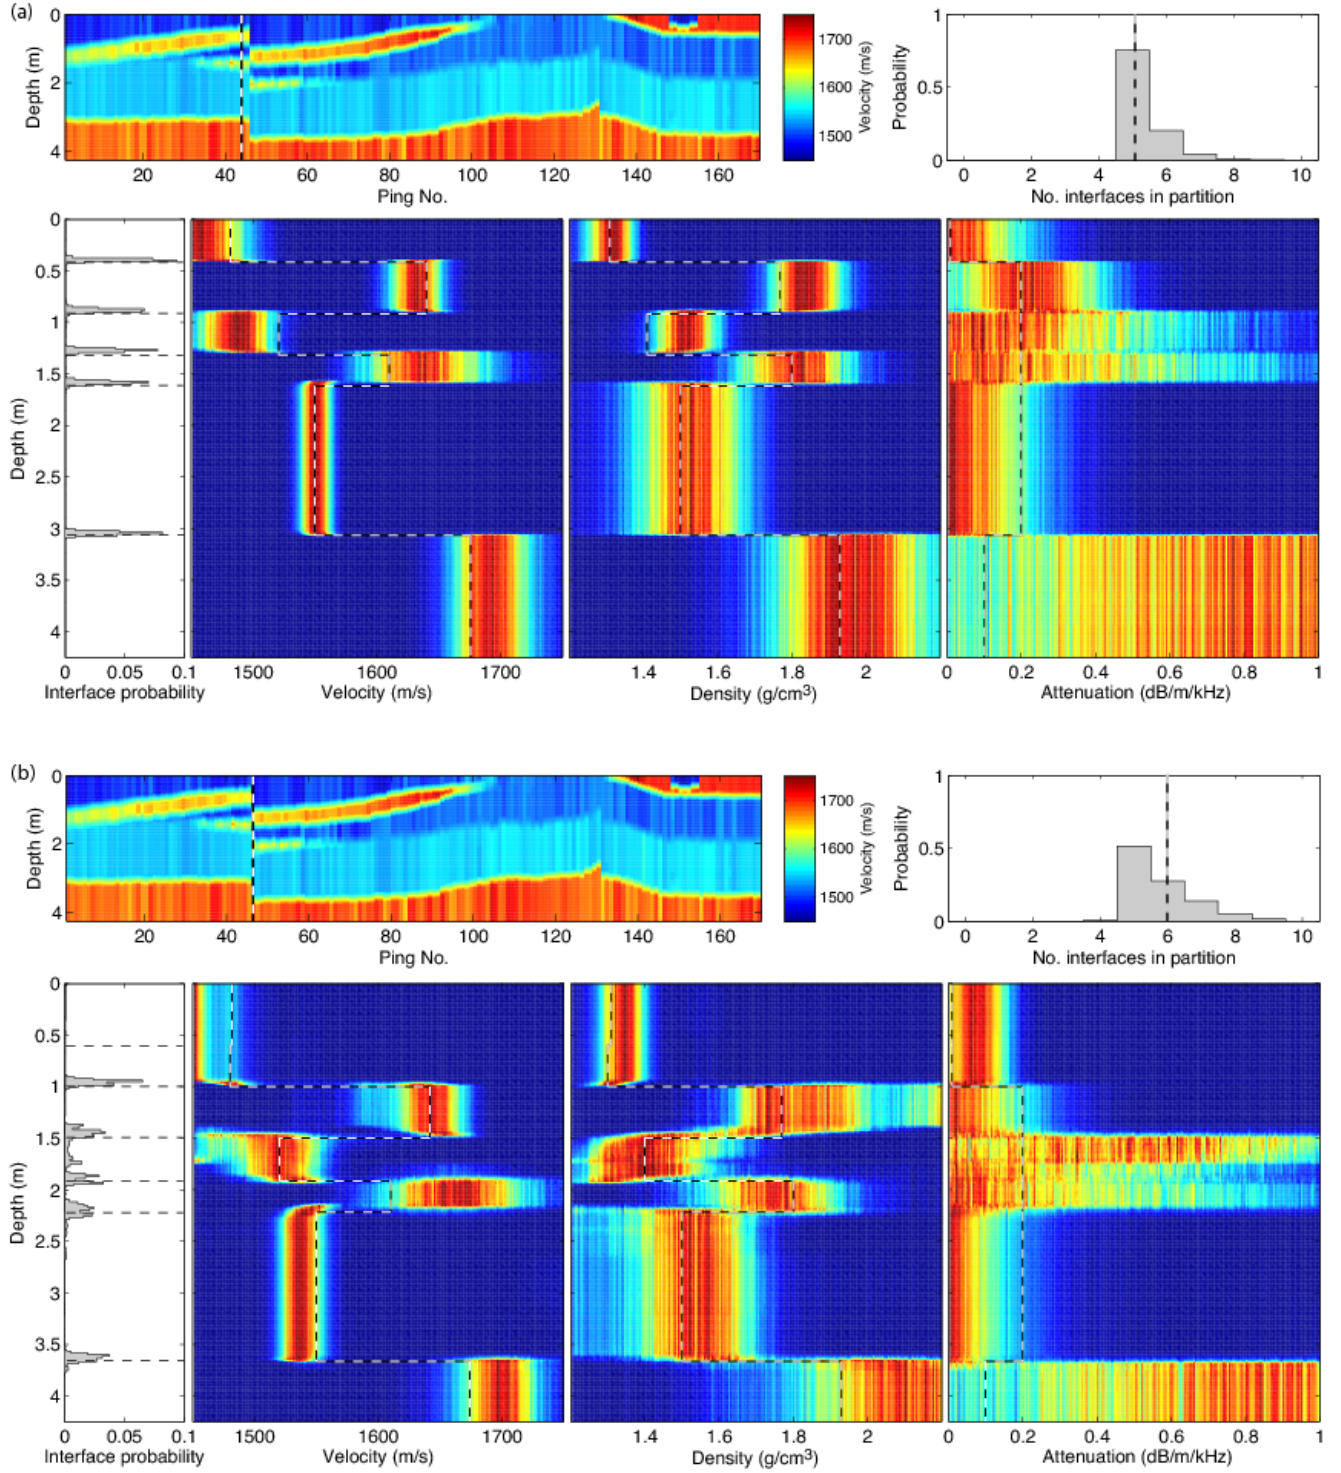 (a)
0
2
4
Depth (m)
20 40 60 80 100 120 140 160
Ping No.
1700
1600
1500
Velocity (m/s)
1
0.5
0
Probability
0 2 4 6 8 10
No. interfaces in partition
0
0.5
1
1.5
2
2.5
3
3.5
4
Depth (m)
0 0.05 0.1
Interface probability
1500 1600 1700
Velocity (m/s)
1.4 1.6 1.8 2
Density (g/cm³)
0 0.2 0.4 0.6 0.8 1
Attenuation (dB/m/kHz)
(b)
0
2
4
Depth (m)
20 40 60 80 100 120 140 160
Ping No.
1700
1600
1500
Velocity (m/s)
1
0.5
0
Probability
0 2 4 6 8 10
No. interfaces in partition
0
0.5
1
1.5
2
2.5
3
3.5
4
Depth (m)
0 0.05 0.1
Interface probability
1500 1600 1700
Velocity (m/s)
1.4 1.6 1.8 2
Density (g/cm³)
0 0.2 0.4 0.6 0.8 1
Attenuation (dB/m/kHz)